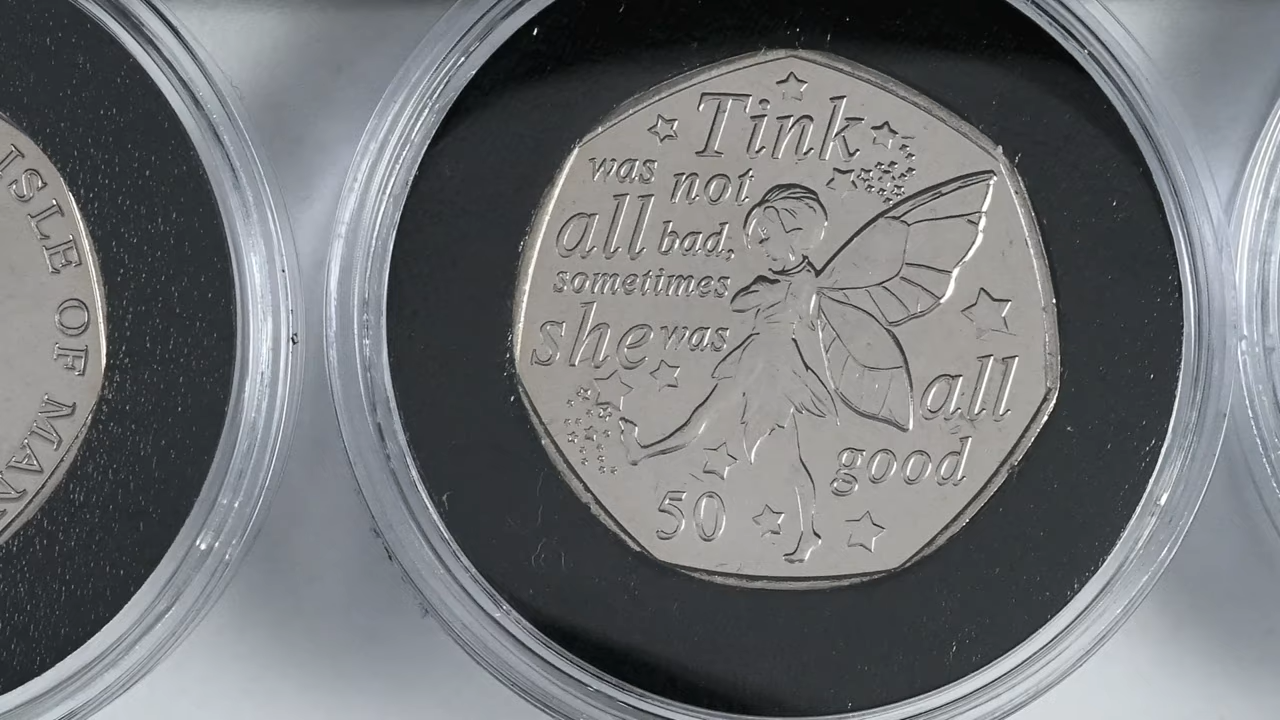 ISLE OF MAN
Tink
was not
all bad,
sometimes
she was
all
good
50